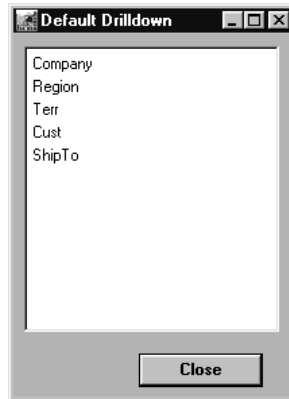 Default Drilldown
Company
Region
Terr
Cust
ShipTo
Close